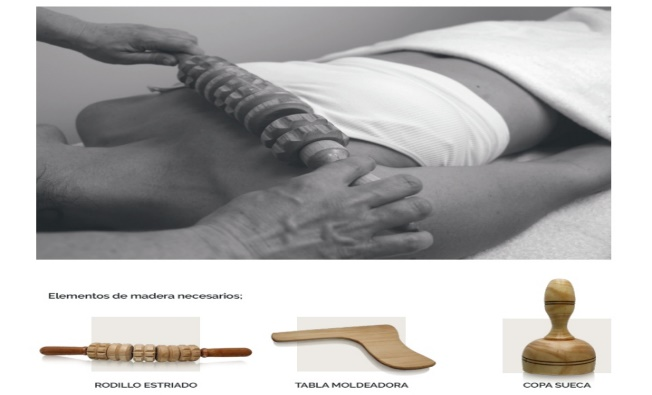 Elementos de madera necesarios;
RODILLO ESTRIADO
TABLA MOLDEADORA
COPA SUECA